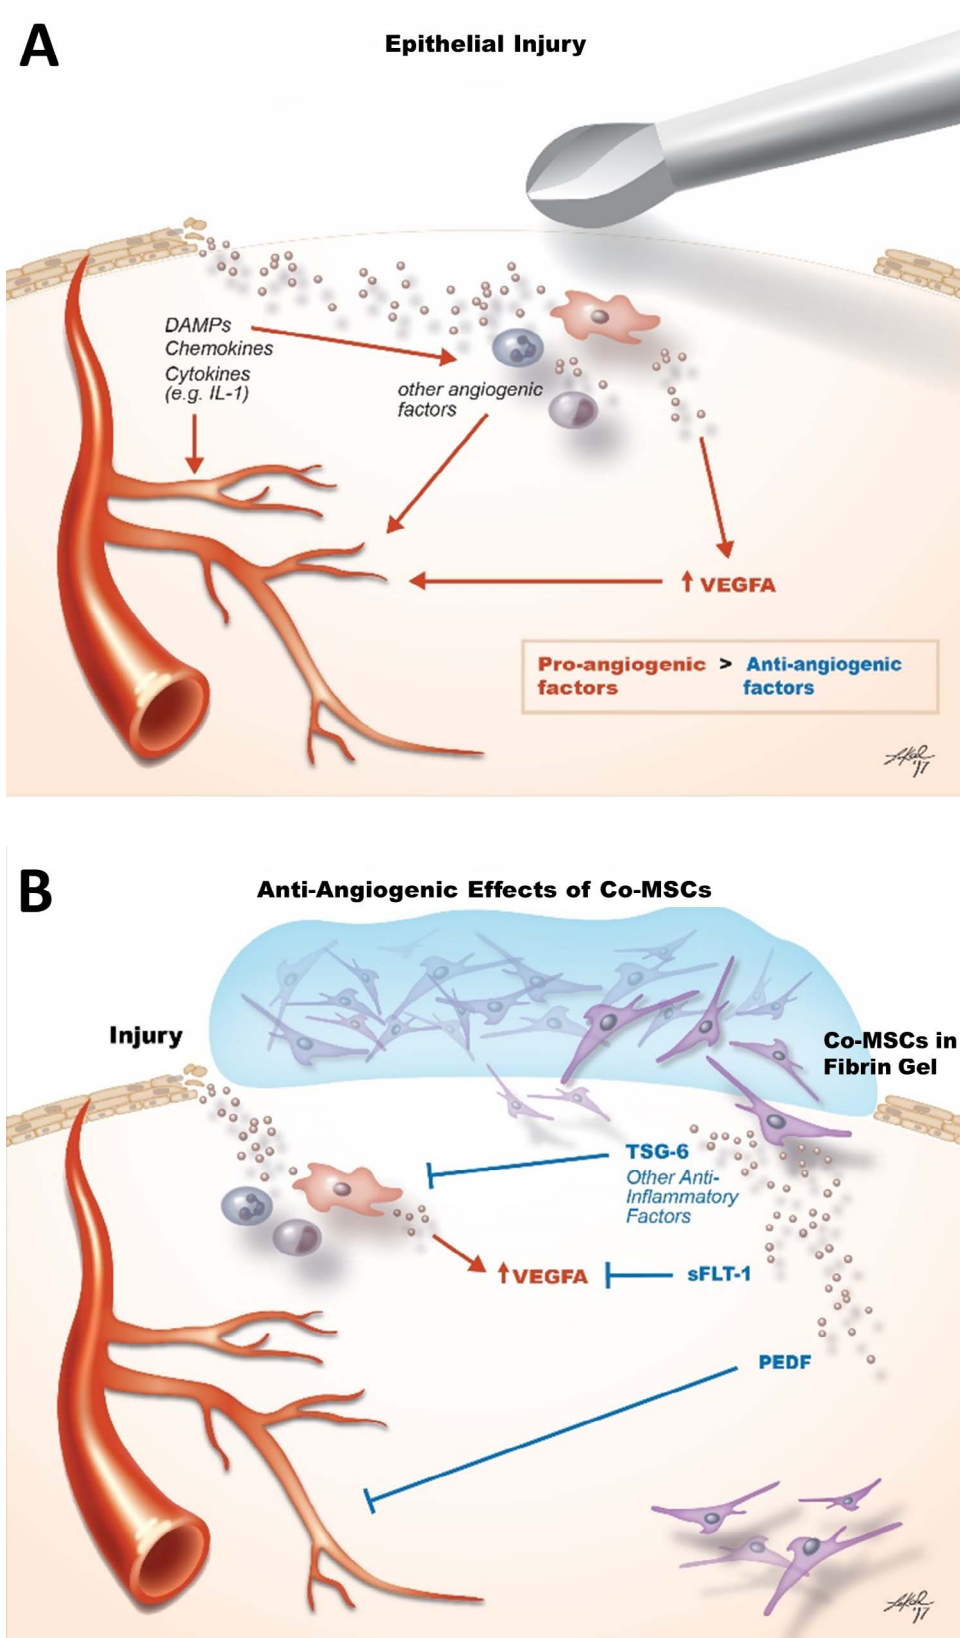 A
Epithelial Injury
DAMPs
Chemokines
Cytokines
(e.g. IL-1)
other angiogenic
factors
↑ VEGFA
Pro-angiogenic > Anti-angiogenic
factors factors
'17
B
Anti-Angiogenic Effects of Co-MSCs
Injury
Co-MSCs in
Fibrin Gel
TSG-6
Other Anti-
Inflammatory
Factors
↑VEGFA
sFLT-1
PEDF
'17